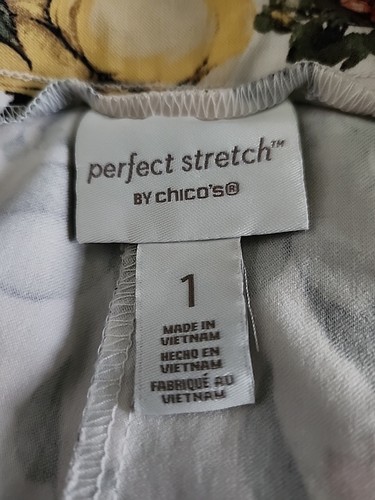 perfect stretch™
BY chico's®
1
MADE IN
VIETNAM
HECHO EN
VIETNAM
FABRIQUÉ AU
VIETNAM